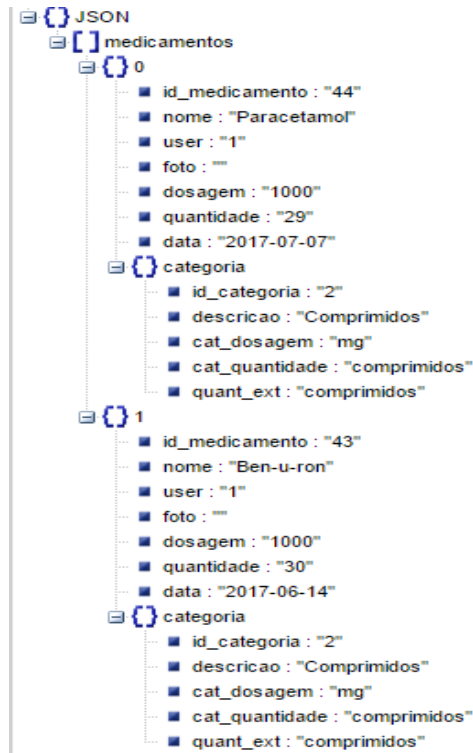 {} JSON
[] medicamentos
{} 0
id_medicamento : "44"
nome : "Paracetamol"
user : "1"
foto : ""
dosagem : "1000"
quantidade : "29"
data : "2017-07-07"
{} categoria
id_categoria : "2"
descricao : "Comprimidos"
cat_dosagem : "mg"
cat_quantidade : "comprimidos"
quant_ext : "comprimidos"
{} 1
id_medicamento : "43"
nome : "Ben-u-ron"
user : "1"
foto : ""
dosagem : "1000"
quantidade : "30"
data : "2017-06-14"
{} categoria
id_categoria : "2"
descricao : "Comprimidos"
cat_dosagem : "mg"
cat_quantidade : "comprimidos"
quant_ext : "comprimidos"